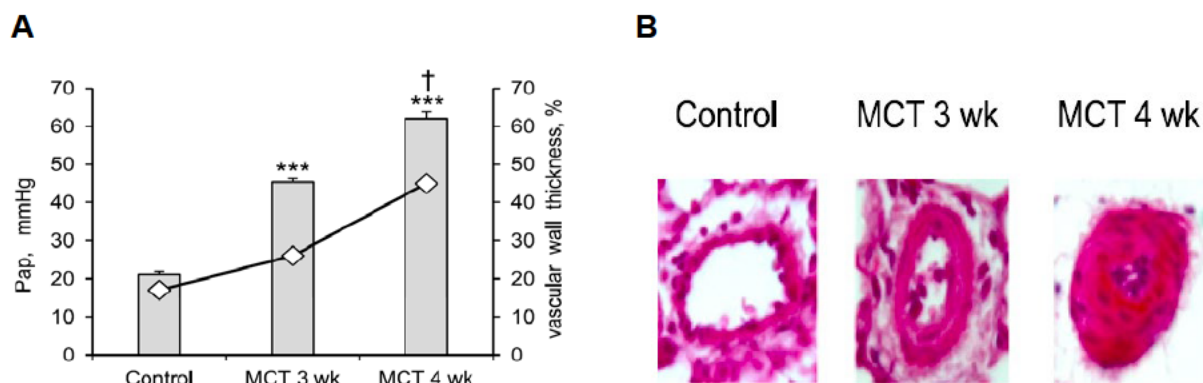 A
B
Pap, mmHg
vascular wall thickness, %
70
60
50
40
30
20
10
0
***
†
***
70
60
50
40
30
20
10
0
Control
MCT 3 wk
MCT 4 wk
Control
MCT 3 wk
MCT 4 wk